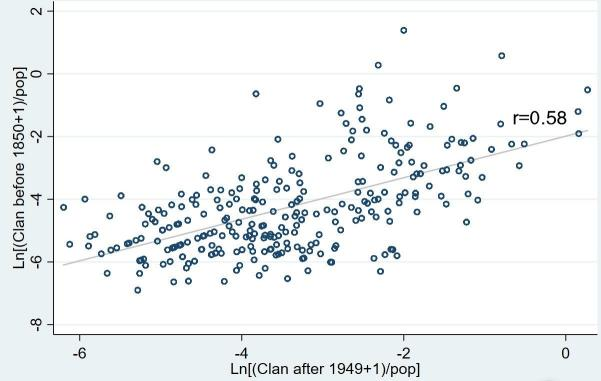 2
0
-2
-4
-6
-8
Ln[(Clan before 1850+1)/pop]
r=0.58
-6 -4 -2 0
Ln[(Clan after 1949+1)/pop]